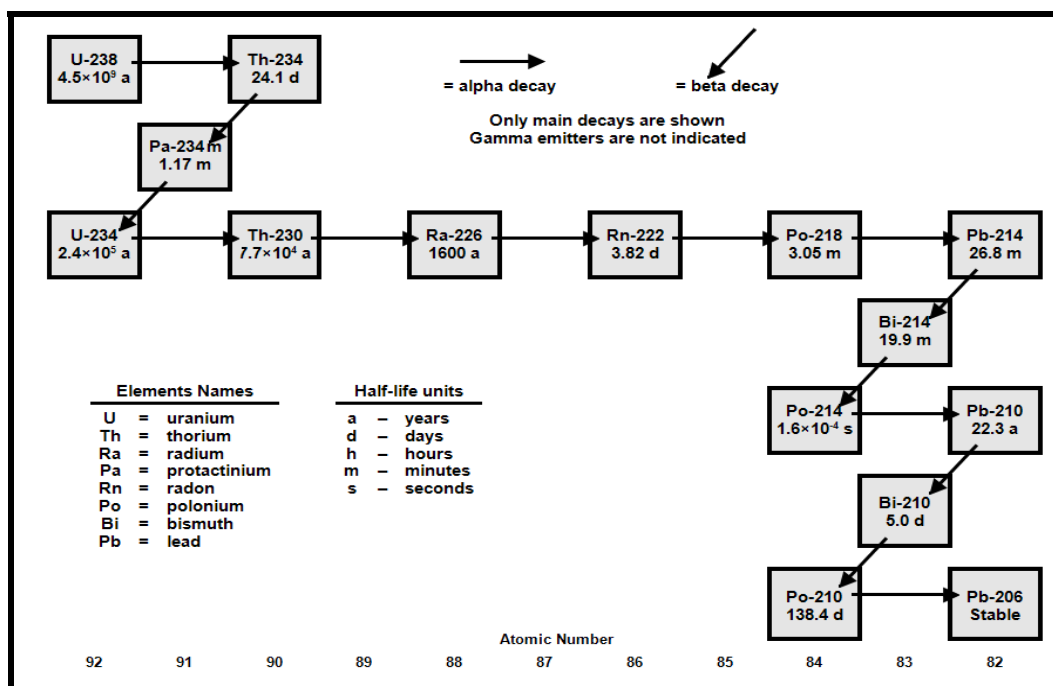 U-238
4.5×10⁹ a
Th-234
24.1 d
= alpha decay
= beta decay
Only main decays are shown
Gamma emitters are not indicated
Pa-234 m
1.17 m
U-234
2.4×10⁵ a
Th-230
7.7×10⁴ a
Ra-226
1600 a
Rn-222
3.82 d
Po-218
3.05 m
Pb-214
26.8 m
Bi-214
19.9 m
Po-214
1.6×10⁻⁴ s
Pb-210
22.3 a
Elements Names
U = uranium
Th = thorium
Ra = radium
Pa = protactinium
Rn = radon
Po = polonium
Bi = bismuth
Pb = lead
Half-life units
a – years
d – days
h – hours
m – minutes
s – seconds
Bi-210
5.0 d
Po-210
138.4 d
Pb-206
Stable
Atomic Number
92 91 90 89 88 87 86 85 84 83 82